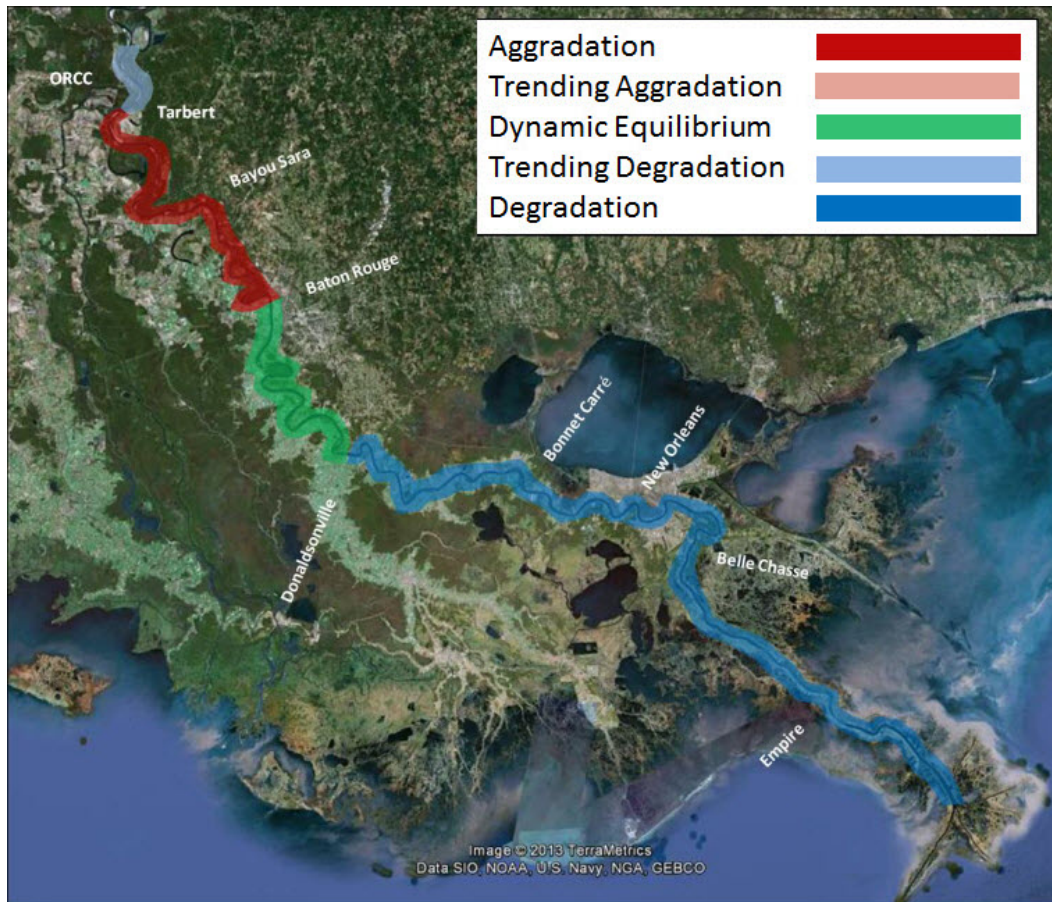 Aggradation
Trending Aggradation
Dynamic Equilibrium
Trending Degradation
Degradation
ORCC
Tarbert
Bayou Sara
Baton Rouge
Bonnet Carré
New Orleans
Donaldsonville
Belle Chasse
Empire
Image © 2013 TerraMetrics
Data SIO, NOAA, U.S. Navy, NGA, GEBCO